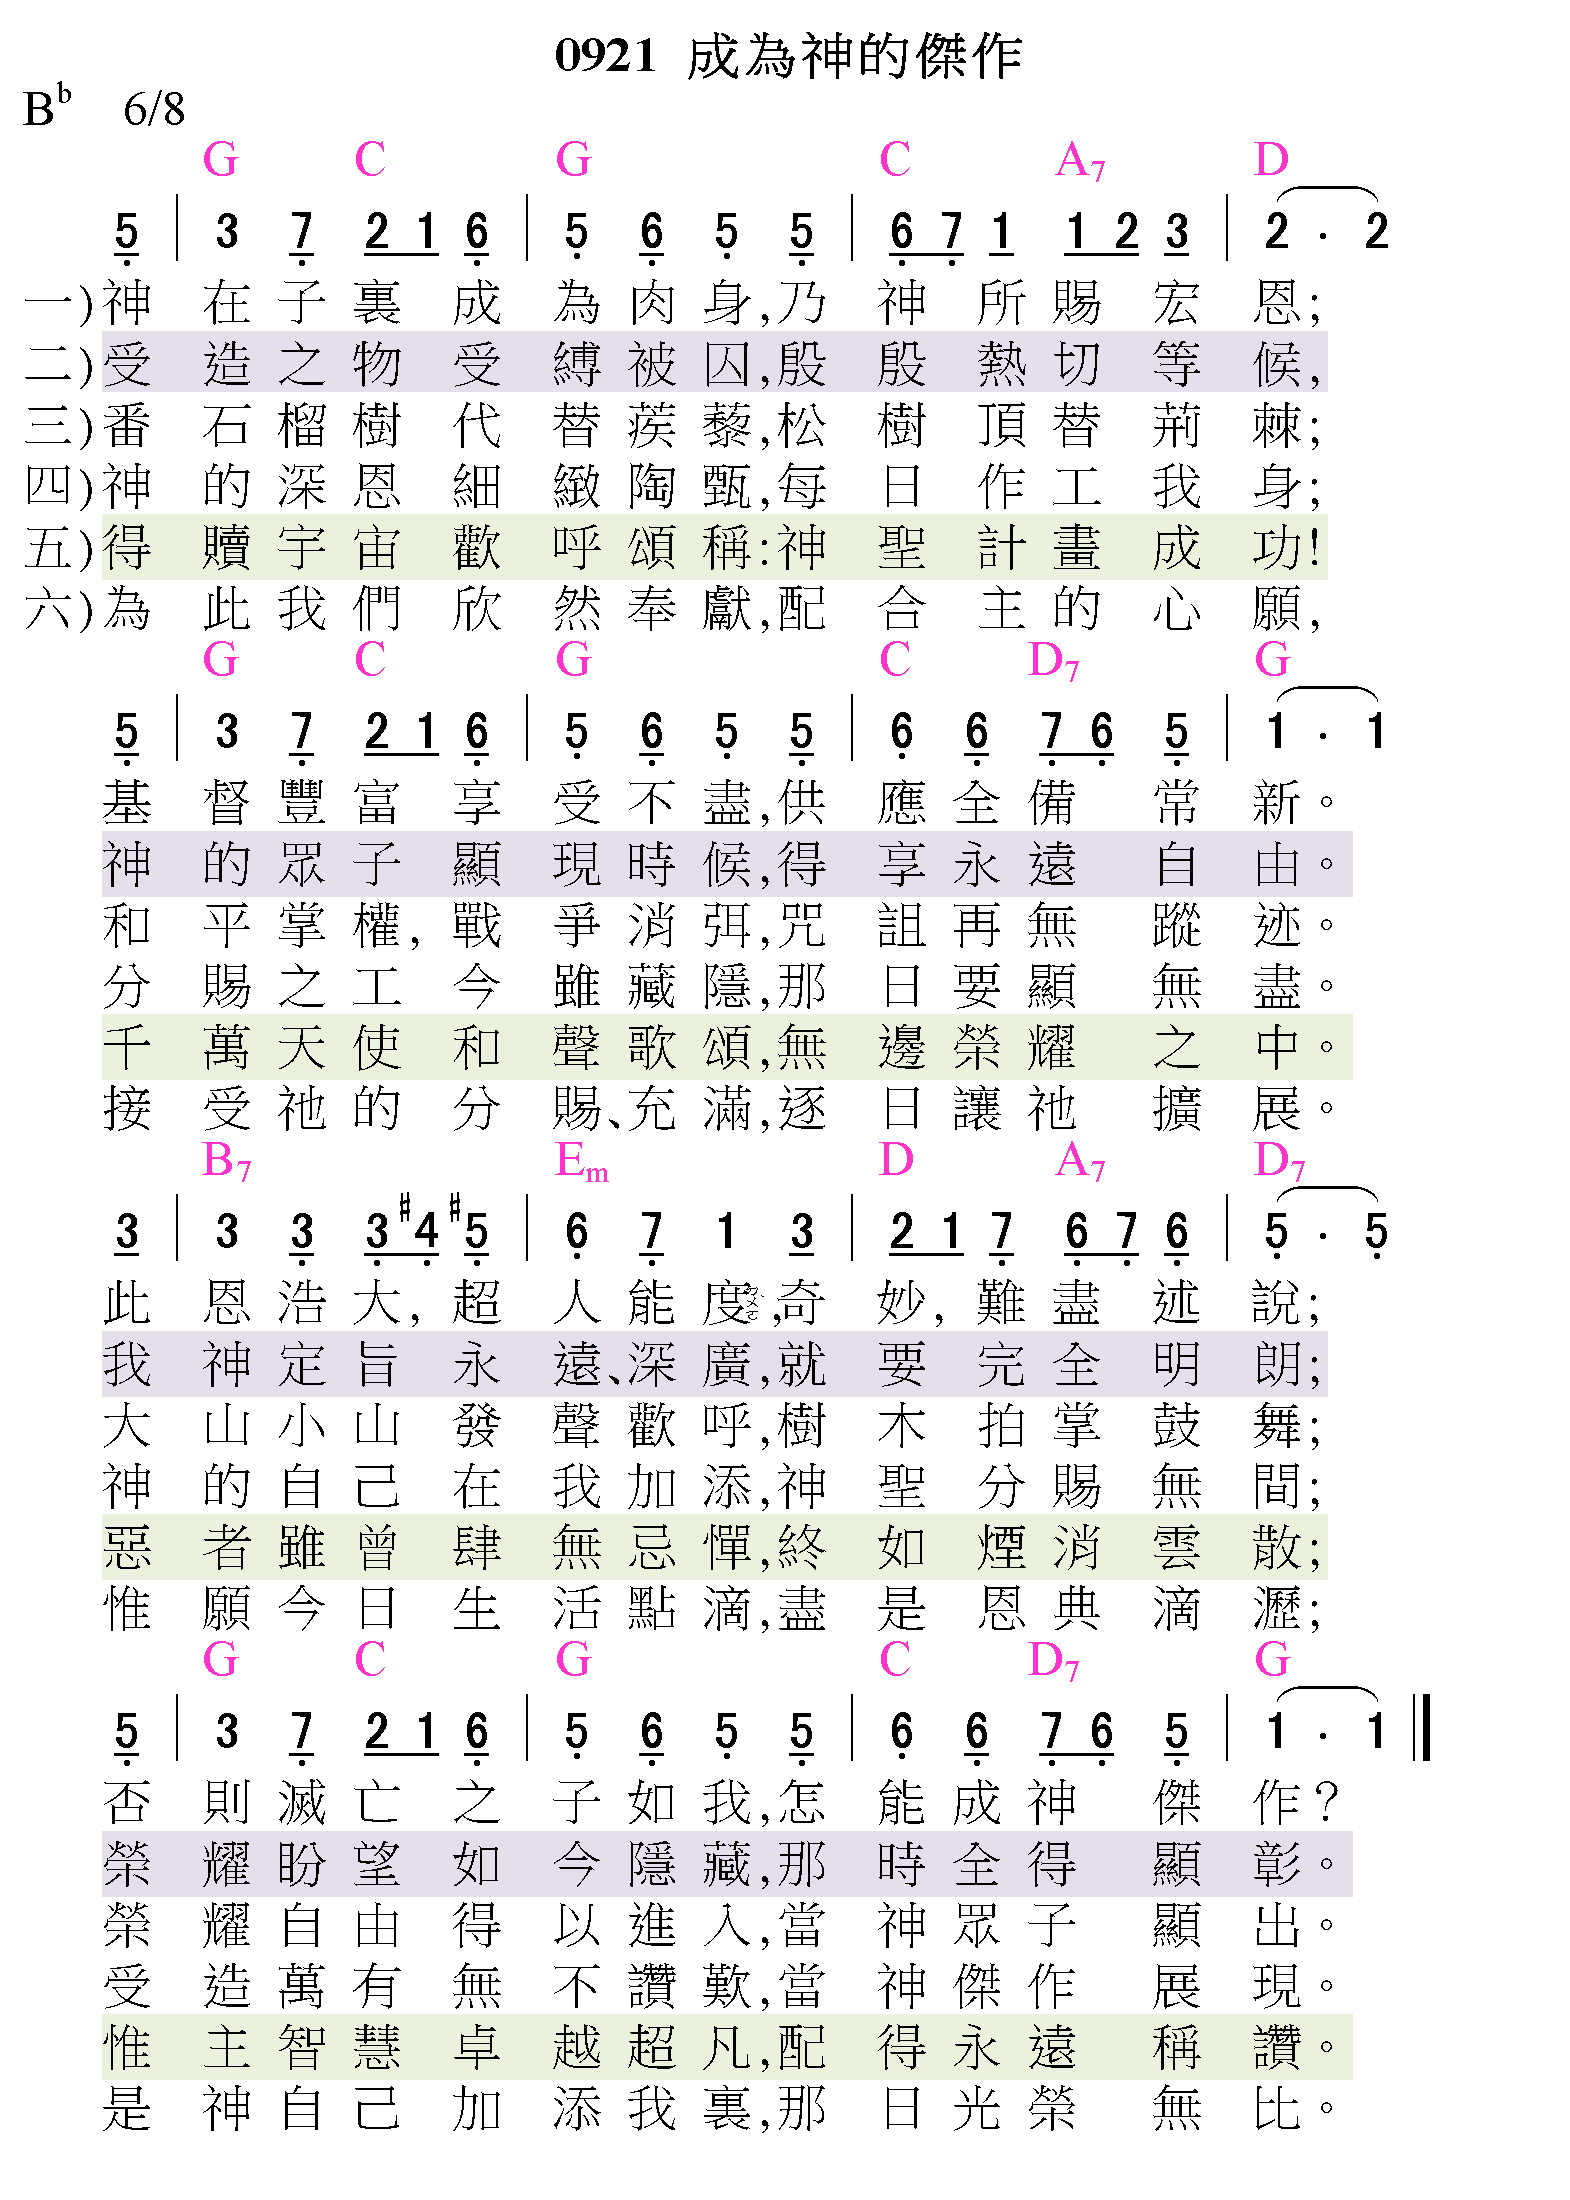 0921 成為神的傑作
B♭ 6/8
G C G C A7 D
5 | 3 7 2 1 6 | 5 6 5 5 | 6 7 1 1 2 3 | 2 . 2
一)神在子裏成為肉身,乃神所賜宏恩;
二)受造之物受縛被囚,殷殷熱切等候,
三)番石榴樹代替蒺藜,松樹頂替荊棘;
四)神的深恩細緻陶甄,每日作工我身;
五)得贖宇宙歡呼頌稱:神聖計畫成功!
六)為此我們欣然奉獻,配合主的心願,
G C G C D7 G
5 | 3 7 2 1 6 | 5 6 5 5 | 6 6 7 6 5 | 1 . 1
基督豐富享受不盡,供應全備常新。
神的眾子顯現時候,得享永遠自由。
和平掌權,戰爭消弭,咒詛再無蹤迹。
分賜之工今雖藏隱,那日要顯無盡。
千萬天使和聲歌頌,無邊榮耀之中。
接受祂的分賜、充滿,逐日讓祂擴展。
B7 Em D A7 D7
3 | 3 3 3 #4 #5 | 6 7 1 3 | 2 1 7 6 7 6 | 5 . 5
此恩浩大,超人能度ㄉㄨㄛˋ,奇妙,難盡述說;
我神定旨永遠、深廣,就要完全明朗;
大山小山發聲歡呼,樹木拍掌鼓舞;
神的自己在我加添,神聖分賜無間;
惡者雖曾肆無忌憚,終如煙消雲散;
惟願今日生活點滴,盡是恩典滴瀝;
G C G C D7 G
5 | 3 7 2 1 6 | 5 6 5 5 | 6 6 7 6 5 | 1 . 1
否則滅亡之子如我,怎能成神傑作?
榮耀盼望如今隱藏,那時全得顯彰。
榮耀自由得以進入,當神眾子顯出。
受造萬有無不讚歎,當神傑作展現。
惟主智慧卓越超凡,配得永遠稱讚。
是神自己加添我裏,那日光榮無比。